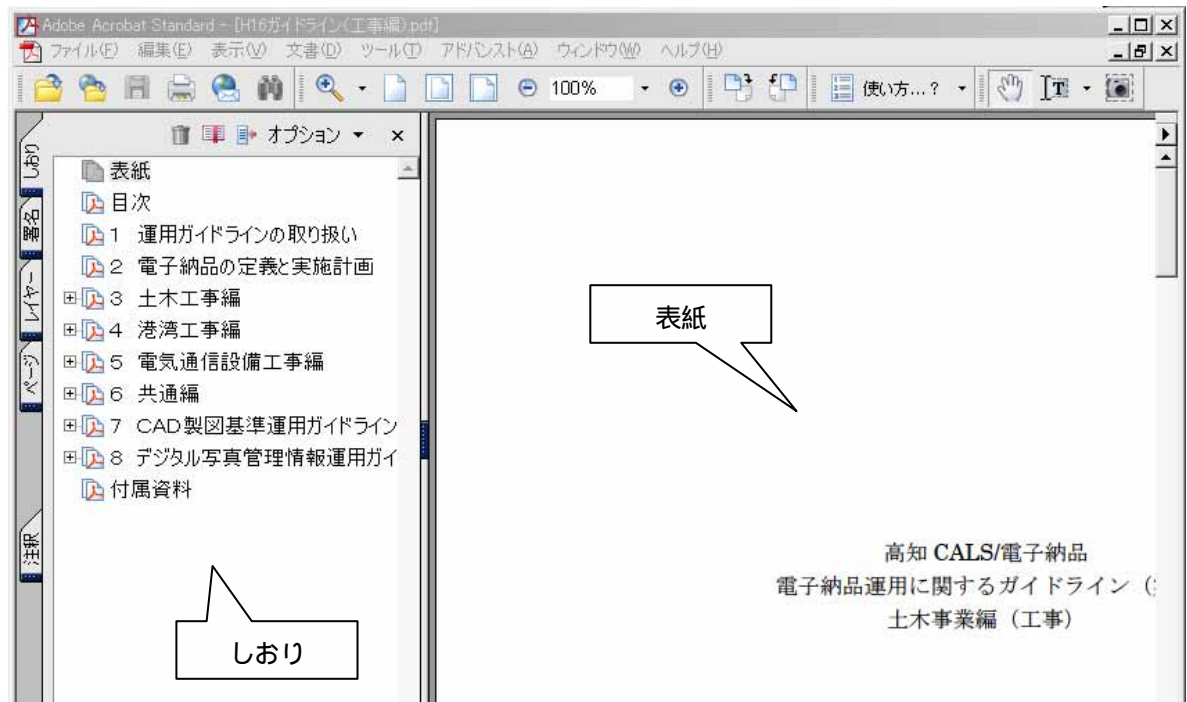 Adobe Acrobat Standard - [H16ガイドライン(工事編).pdf]
ファイル(F) 編集(E) 表示(V) 文書(D) ツール(T) アドバンスト(A) ウィンドウ(W) ヘルプ(H)
100% 使い方...?
オプション
しおり
署名
レイヤー
ページ
注釈
表紙
目次
1 運用ガイドラインの取り扱い
2 電子納品の定義と実施計画
3 土木工事編
4 港湾工事編
5 電気通信設備工事編
6 共通編
7 CAD製図基準運用ガイドライン
8 デジタル写真管理情報運用ガイ
付属資料
しおり
表紙
高知 CALS/電子納品
電子納品運用に関するガイドライン(
土木事業編(工事)